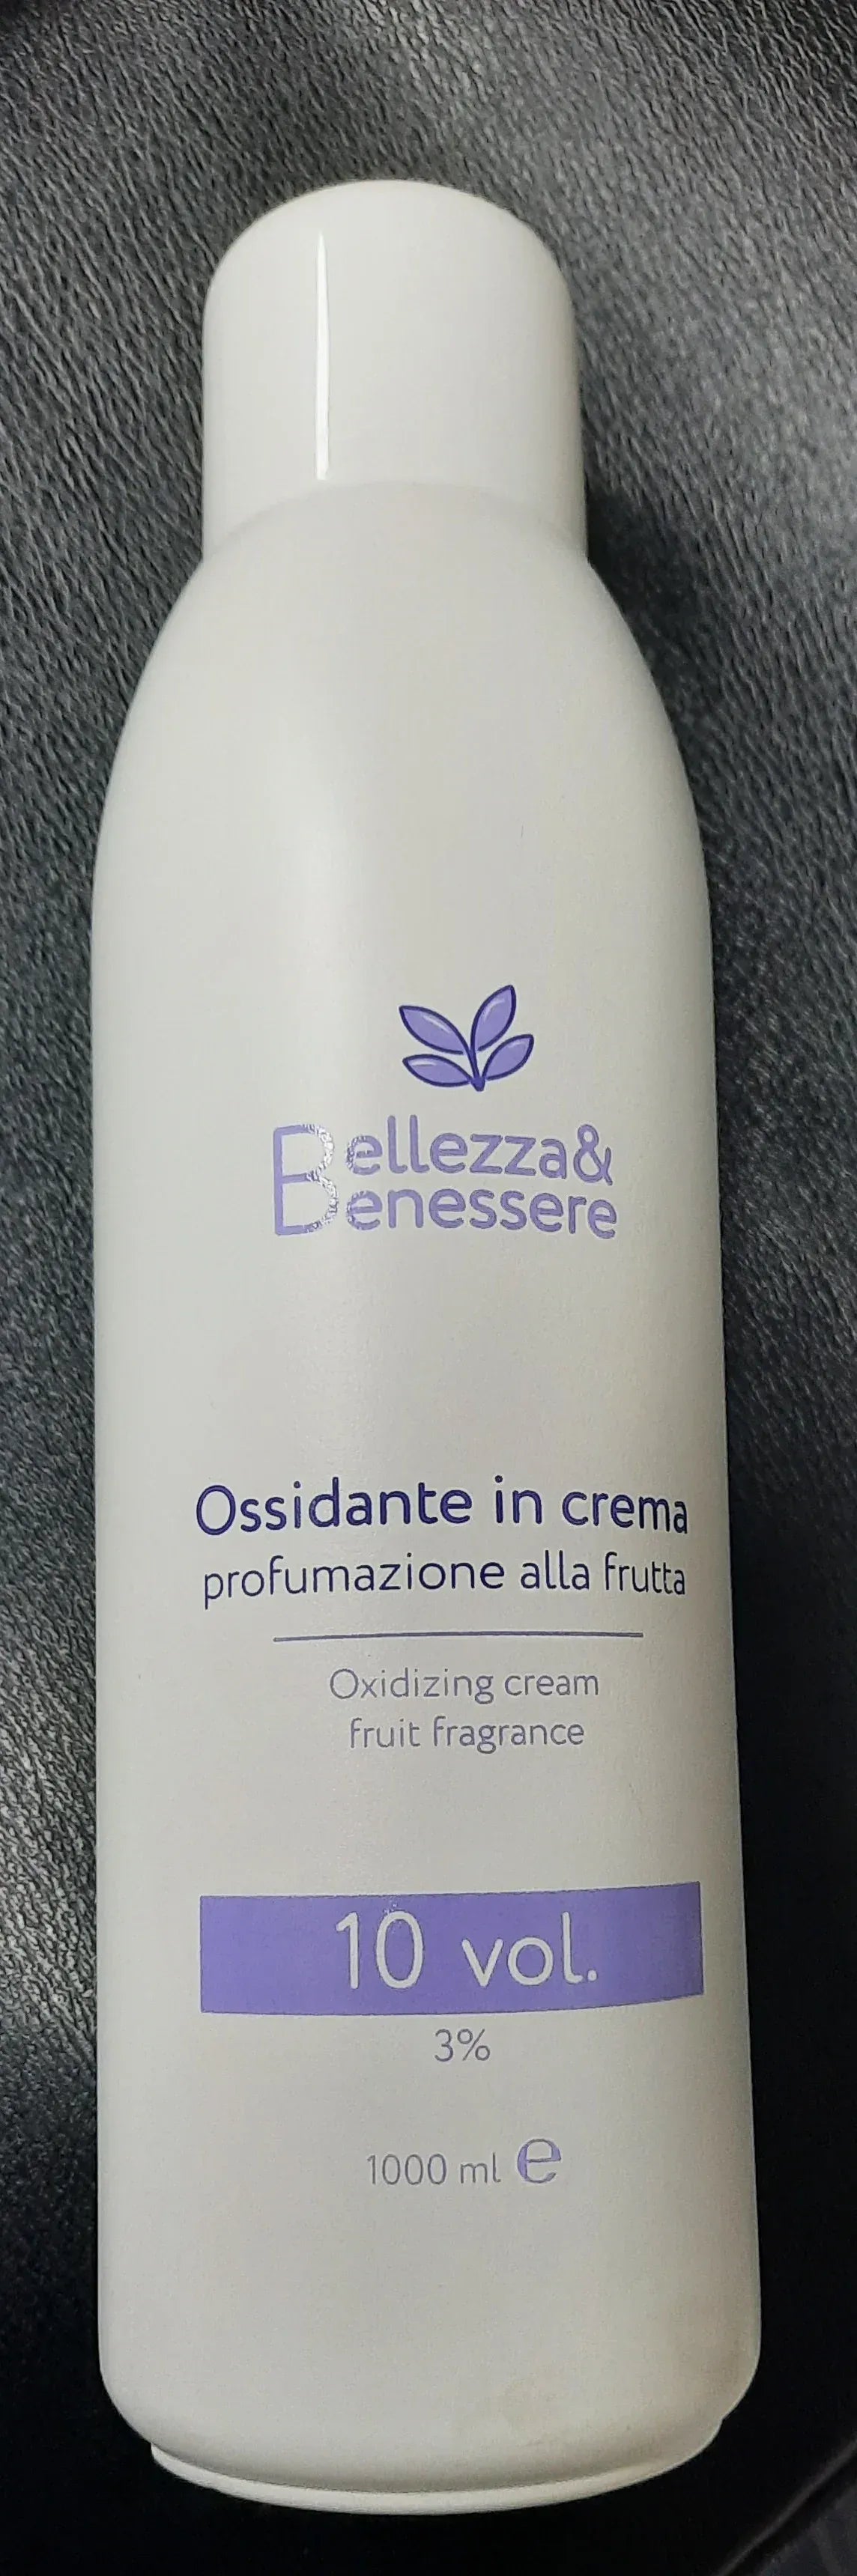 Bellezza&
Benessere
Ossidante in crema
profumazione alla frutta
Oxidizing cream
fruit fragrance
10 vol.
3%
1000 ml e